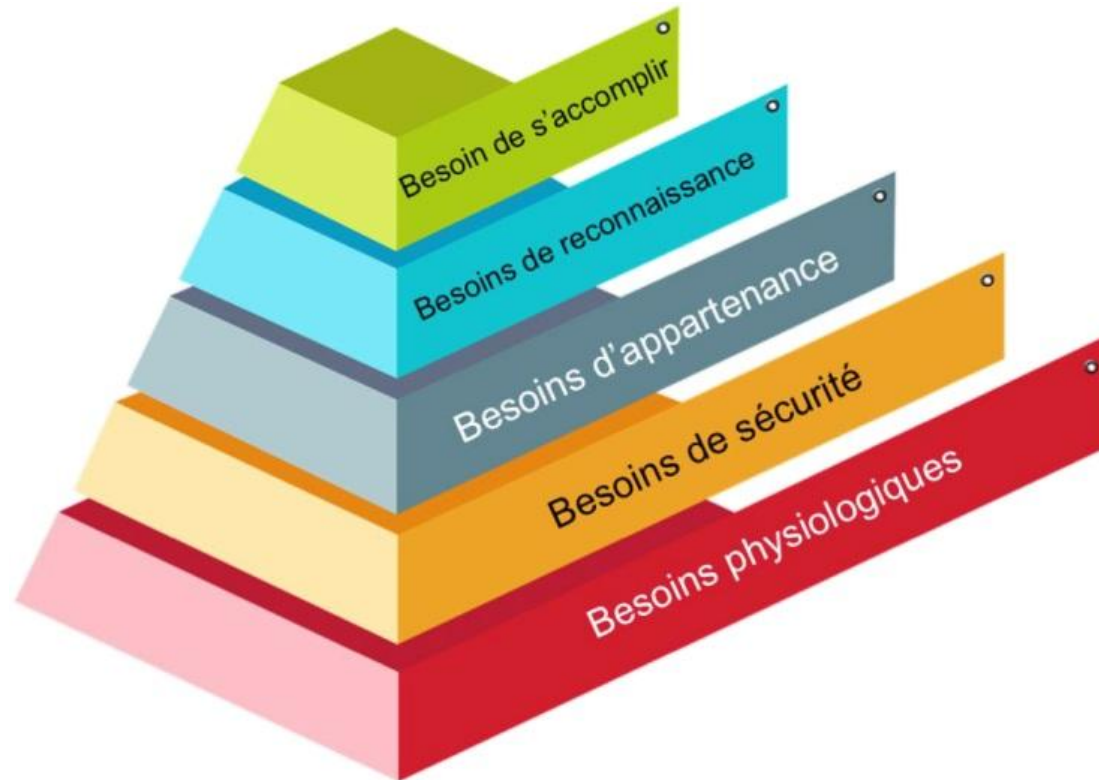 Besoin de s'accomplir
Besoins de reconnaissance
Besoins d'appartenance
Besoins de sécurité
Besoins physiologiques